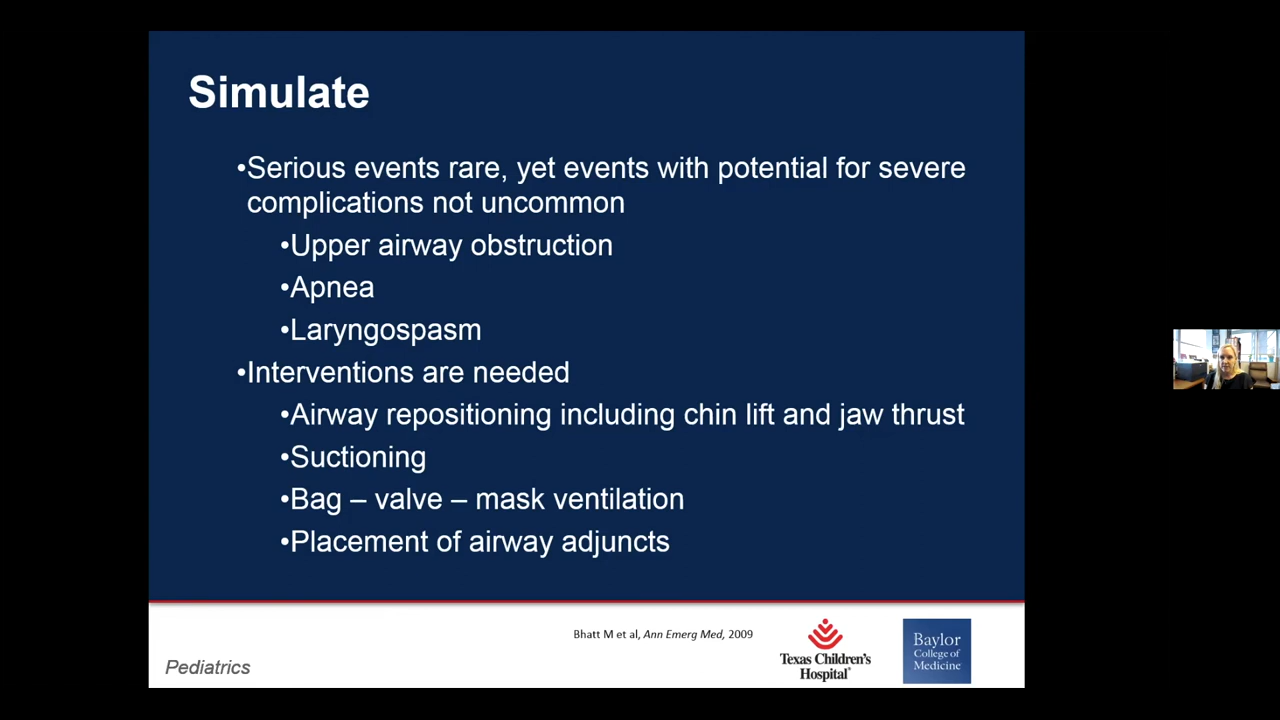 Simulate
•Serious events rare, yet events with potential for severe
complications not uncommon
•Upper airway obstruction
•Apnea
•Laryngospasm
•Interventions are needed
•Airway repositioning including chin lift and jaw thrust
•Suctioning
•Bag – valve – mask ventilation
•Placement of airway adjuncts
Bhatt M et al, Ann Emerg Med, 2009
Pediatrics
Texas Children's
Hospital®
Baylor
College of
Medicine